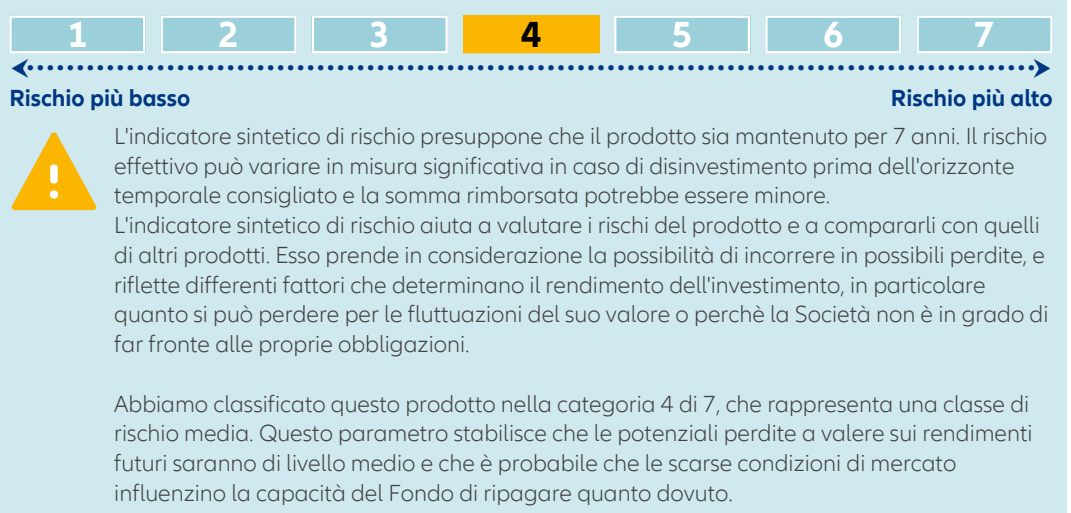 1 2 3 4 5 6 7
Rischio più basso Rischio più alto
L'indicatore sintetico di rischio presuppone che il prodotto sia mantenuto per 7 anni. Il rischio
effettivo può variare in misura significativa in caso di disinvestimento prima dell'orizzonte
temporale consigliato e la somma rimborsata potrebbe essere minore.
L'indicatore sintetico di rischio aiuta a valutare i rischi del prodotto e a compararli con quelli
di altri prodotti. Esso prende in considerazione la possibilità di incorrere in possibili perdite, e
riflette differenti fattori che determinano il rendimento dell'investimento, in particolare
quanto si può perdere per le fluttuazioni del suo valore o perchè la Società non è in grado di
far fronte alle proprie obbligazioni.
Abbiamo classificato questo prodotto nella categoria 4 di 7, che rappresenta una classe di
rischio media. Questo parametro stabilisce che le potenziali perdite a valere sui rendimenti
futuri saranno di livello medio e che è probabile che le scarse condizioni di mercato
influenzino la capacità del Fondo di ripagare quanto dovuto.